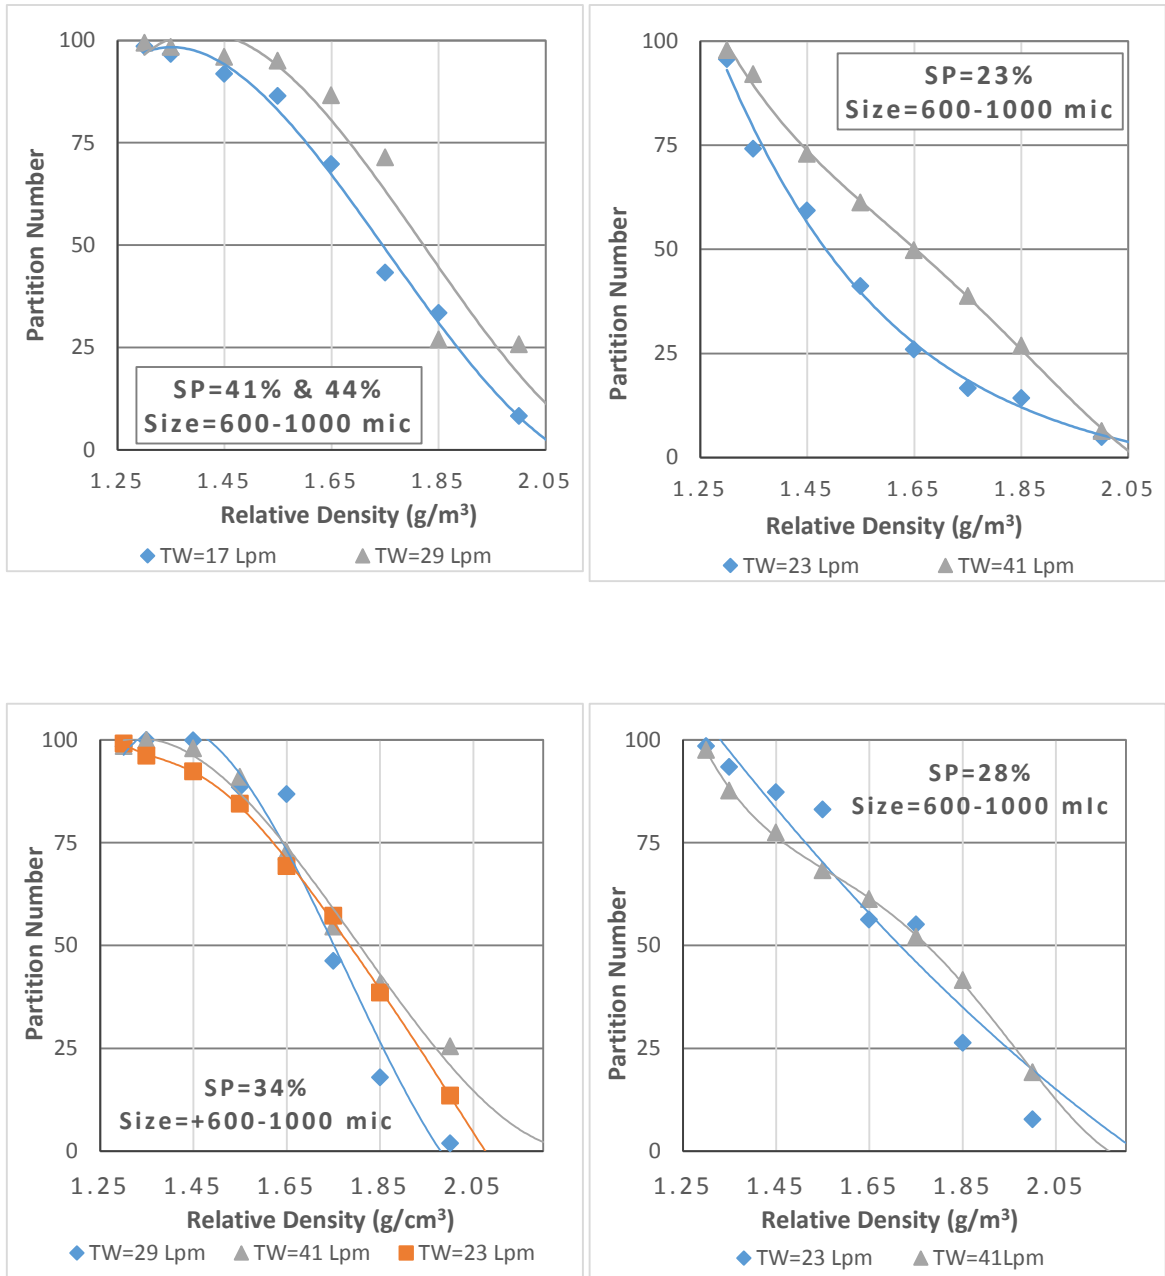 100
75
50
25
0
Partition Number
SP=41% & 44%
Size=600-1000 mic
1.25 1.45 1.65 1.85 2.05
Relative Density (g/m³)
TW=17 Lpm TW=29 Lpm
100
75
50
25
0
Partition Number
SP=23%
Size=600-1000 mic
1.25 1.45 1.65 1.85 2.05
Relative Density (g/m³)
TW=23 Lpm TW=41 Lpm
100
75
50
25
0
Partition Number
SP=34%
Size=+600-1000 mic
1.25 1.45 1.65 1.85 2.05
Relative Density (g/cm³)
TW=29 Lpm TW=41 Lpm TW=23 Lpm
100
75
50
25
0
Partition Number
SP=28%
Size=600-1000 mIc
1.25 1.45 1.65 1.85 2.05
Relative Density (g/m³)
TW=23 Lpm TW=41Lpm